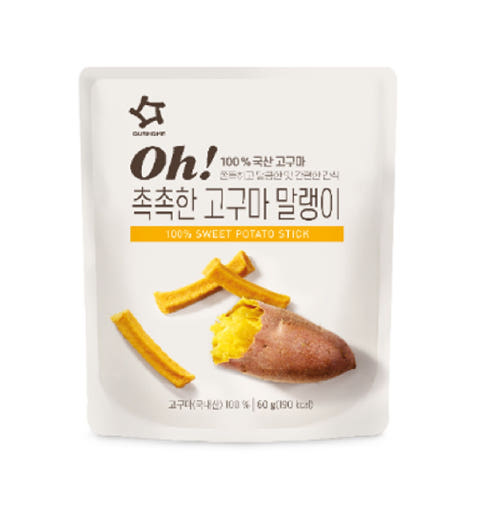 OURHOME
Oh!
100% 국산 고구마
쫀득하고 달콤한 맛 간편한 간식
촉촉한 고구마 말랭이
100% SWEET POTATO STICK
고구마(국내산) 100 % | 60 g(190 kcal)